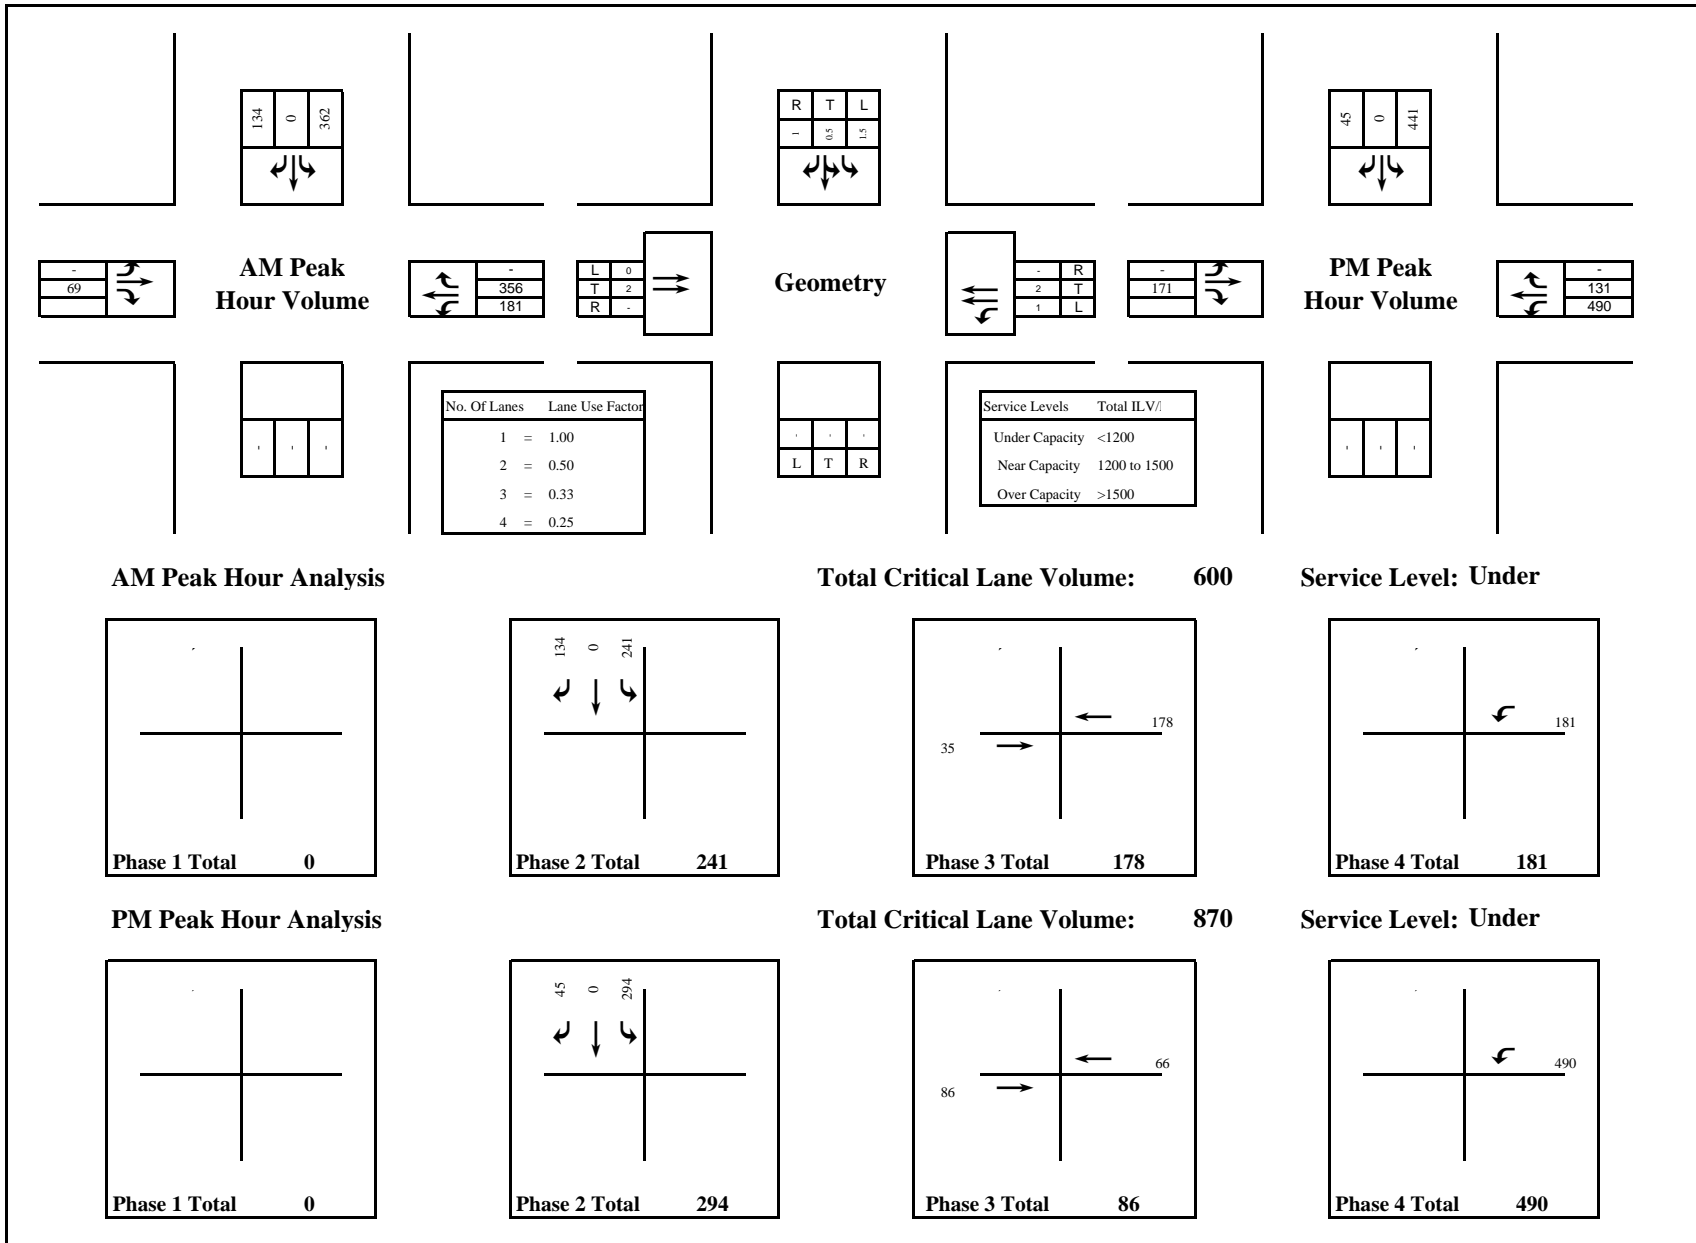 134 0 362
R T L
1 0.5 1.5
45 0 441
-
69
AM Peak
Hour Volume
-
356
181
L 0
T 2
R -
Geometry
- R
2 T
1 L
-
171
PM Peak
Hour Volume
-
131
490
No. Of Lanes Lane Use Factor
1 = 1.00
2 = 0.50
3 = 0.33
4 = 0.25
- - -
- - -
L T R
Service Levels Total ILV/
Under Capacity <1200
Near Capacity 1200 to 1500
Over Capacity >1500
- - -
AM Peak Hour Analysis Total Critical Lane Volume: 600 Service Level: Under
134 0 241
178
35
181
Phase 1 Total 0
Phase 2 Total 241
Phase 3 Total 178
Phase 4 Total 181
PM Peak Hour Analysis Total Critical Lane Volume: 870 Service Level: Under
45 0 294
66
86
490
Phase 1 Total 0
Phase 2 Total 294
Phase 3 Total 86
Phase 4 Total 490